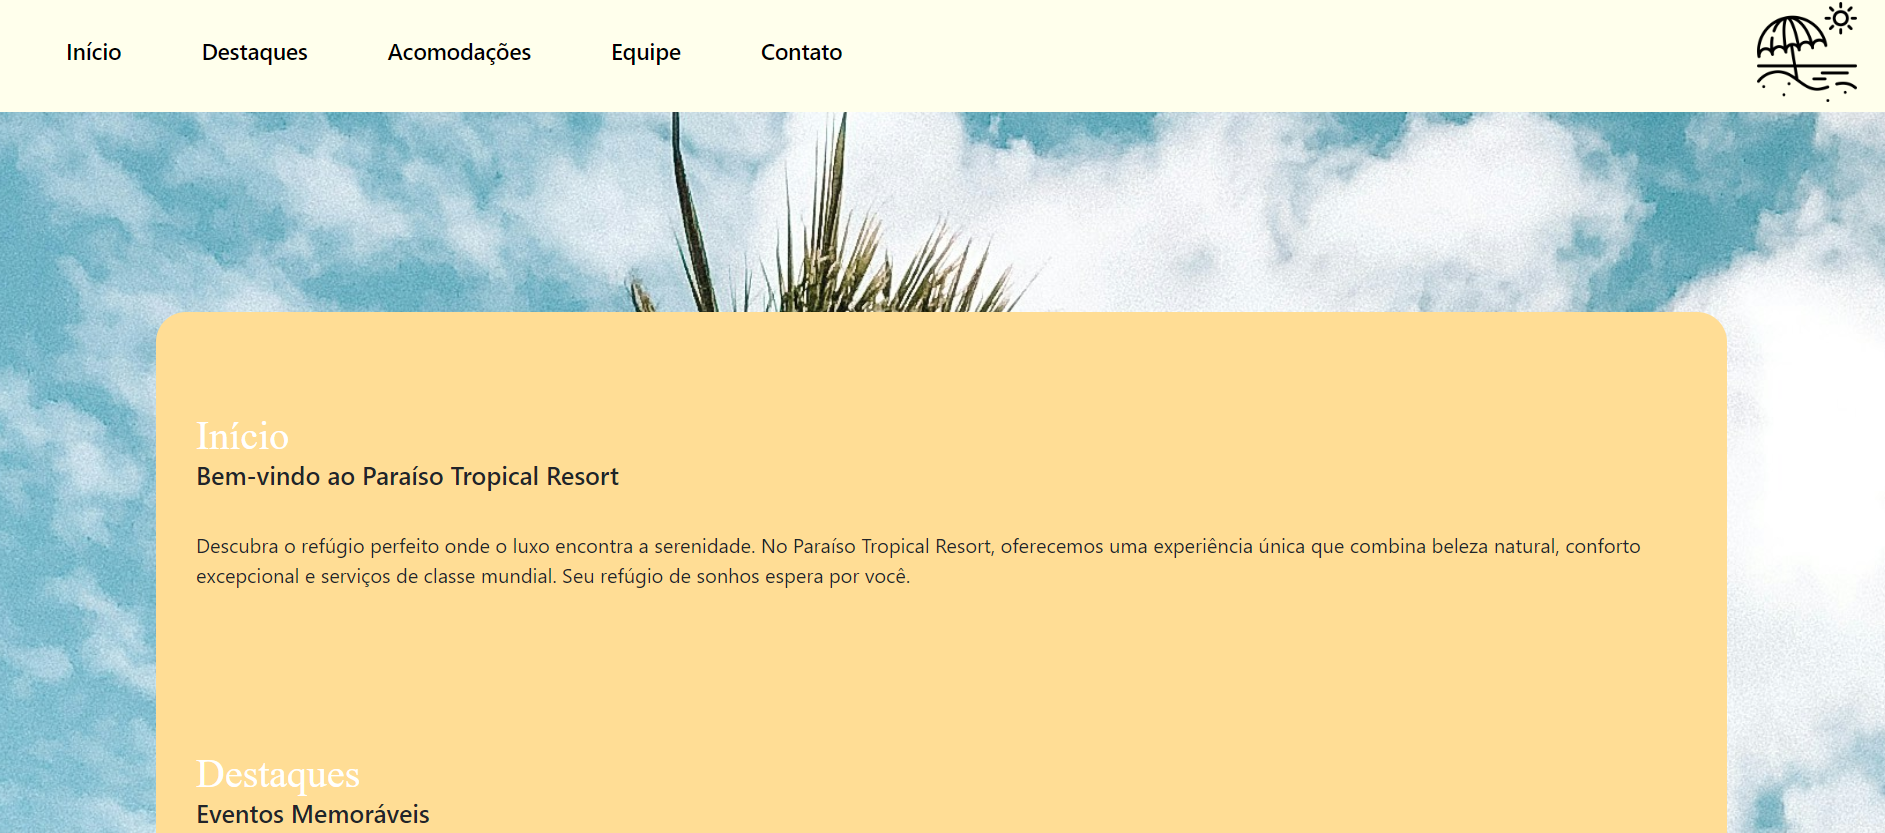 Início
Destaques
Acomodações
Equipe
Contato
Início
Bem-vindo ao Paraíso Tropical Resort
Descubra o refúgio perfeito onde o luxo encontra a serenidade. No Paraíso Tropical Resort, oferecemos uma experiência única que combina beleza natural, conforto
excepcional e serviços de classe mundial. Seu refúgio de sonhos espera por você.
Destaques
Eventos Memoráveis